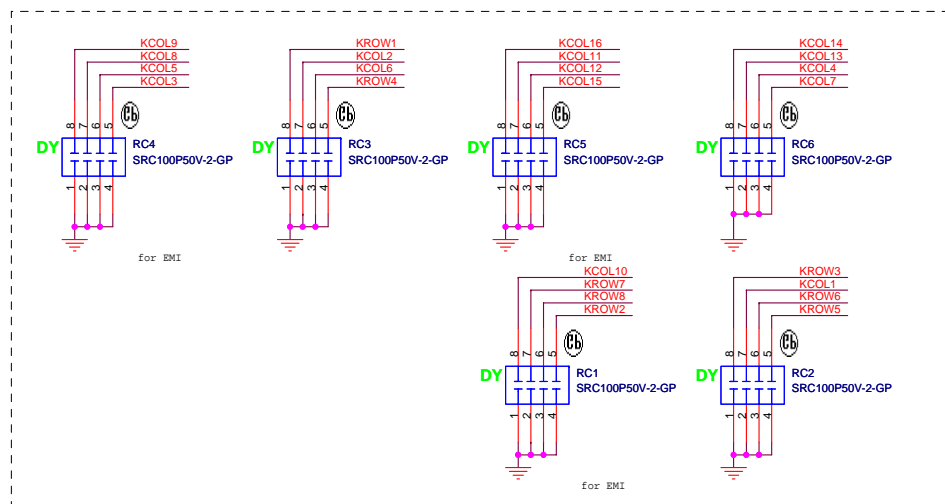 KCOL9
KCOL8
KCOL5
KCOL3
8 7 6 5
DY
RC4
SRC100P50V-2-GP
1 2 3 4
for EMI
KROW1
KCOL2
KCOL6
KROW4
8 7 6 5
DY
RC3
SRC100P50V-2-GP
1 2 3 4
KCOL16
KCOL11
KCOL12
KCOL15
8 7 6 5
DY
RC5
SRC100P50V-2-GP
1 2 3 4
for EMI
KCOL14
KCOL13
KCOL4
KCOL7
8 7 6 5
DY
RC6
SRC100P50V-2-GP
1 2 3 4
KCOL10
KROW7
KROW8
KROW2
8 7 6 5
DY
RC1
SRC100P50V-2-GP
1 2 3 4
for EMI
KROW3
KCOL1
KROW6
KROW5
8 7 6 5
DY
RC2
SRC100P50V-2-GP
1 2 3 4